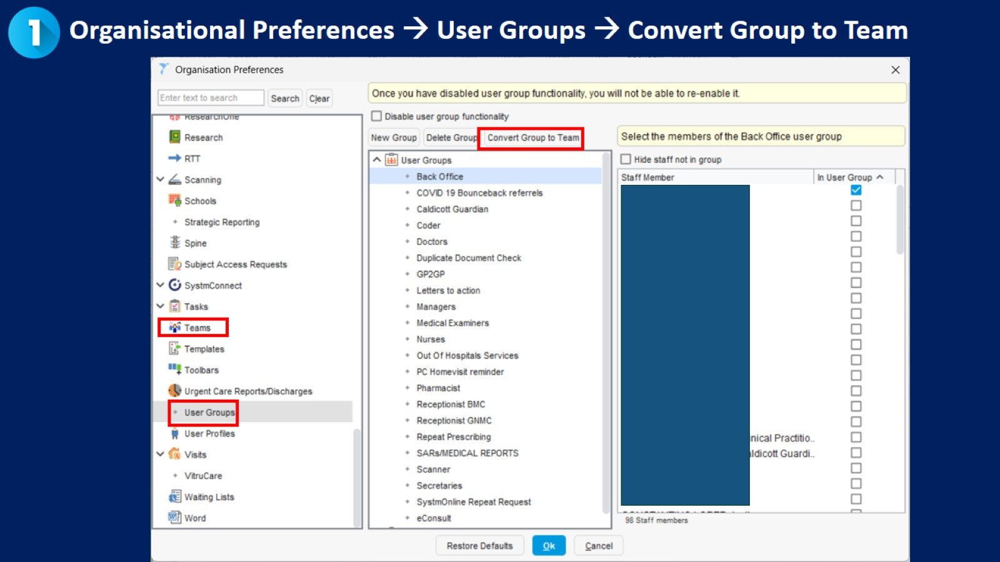 1 Organisational Preferences → User Groups → Convert Group to Team
Organisation Preferences
Enter text to search
Search
Clear
ResearchOne
Research
RTT
Scanning
Schools
Strategic Reporting
Spine
Subject Access Requests
SystmConnect
Tasks
Teams
Templates
Toolbars
Urgent Care Reports/Discharges
User Groups
User Profiles
Visits
VitruCare
Waiting Lists
Word
Once you have disabled user group functionality, you will not be able to re-enable it.
Disable user group functionality
New Group
Delete Group
Convert Group to Team
User Groups
Back Office
COVID 19 Bounceback referrels
Caldicott Guardian
Coder
Doctors
Duplicate Document Check
GP2GP
Letters to action
Managers
Medical Examiners
Nurses
Out Of Hospitals Services
PC Homevisit reminder
Pharmacist
Receptionist BMC
Receptionist GNMC
Repeat Prescribing
SARs/MEDICAL REPORTS
Scanner
Secretaries
SystmOnline Repeat Request
eConsult
Select the members of the Back Office user group
Hide staff not in group
Staff Member
In User Group
nical Practitio..
aldicott Guardi..
98 Staff members
Restore Defaults
Ok
Cancel